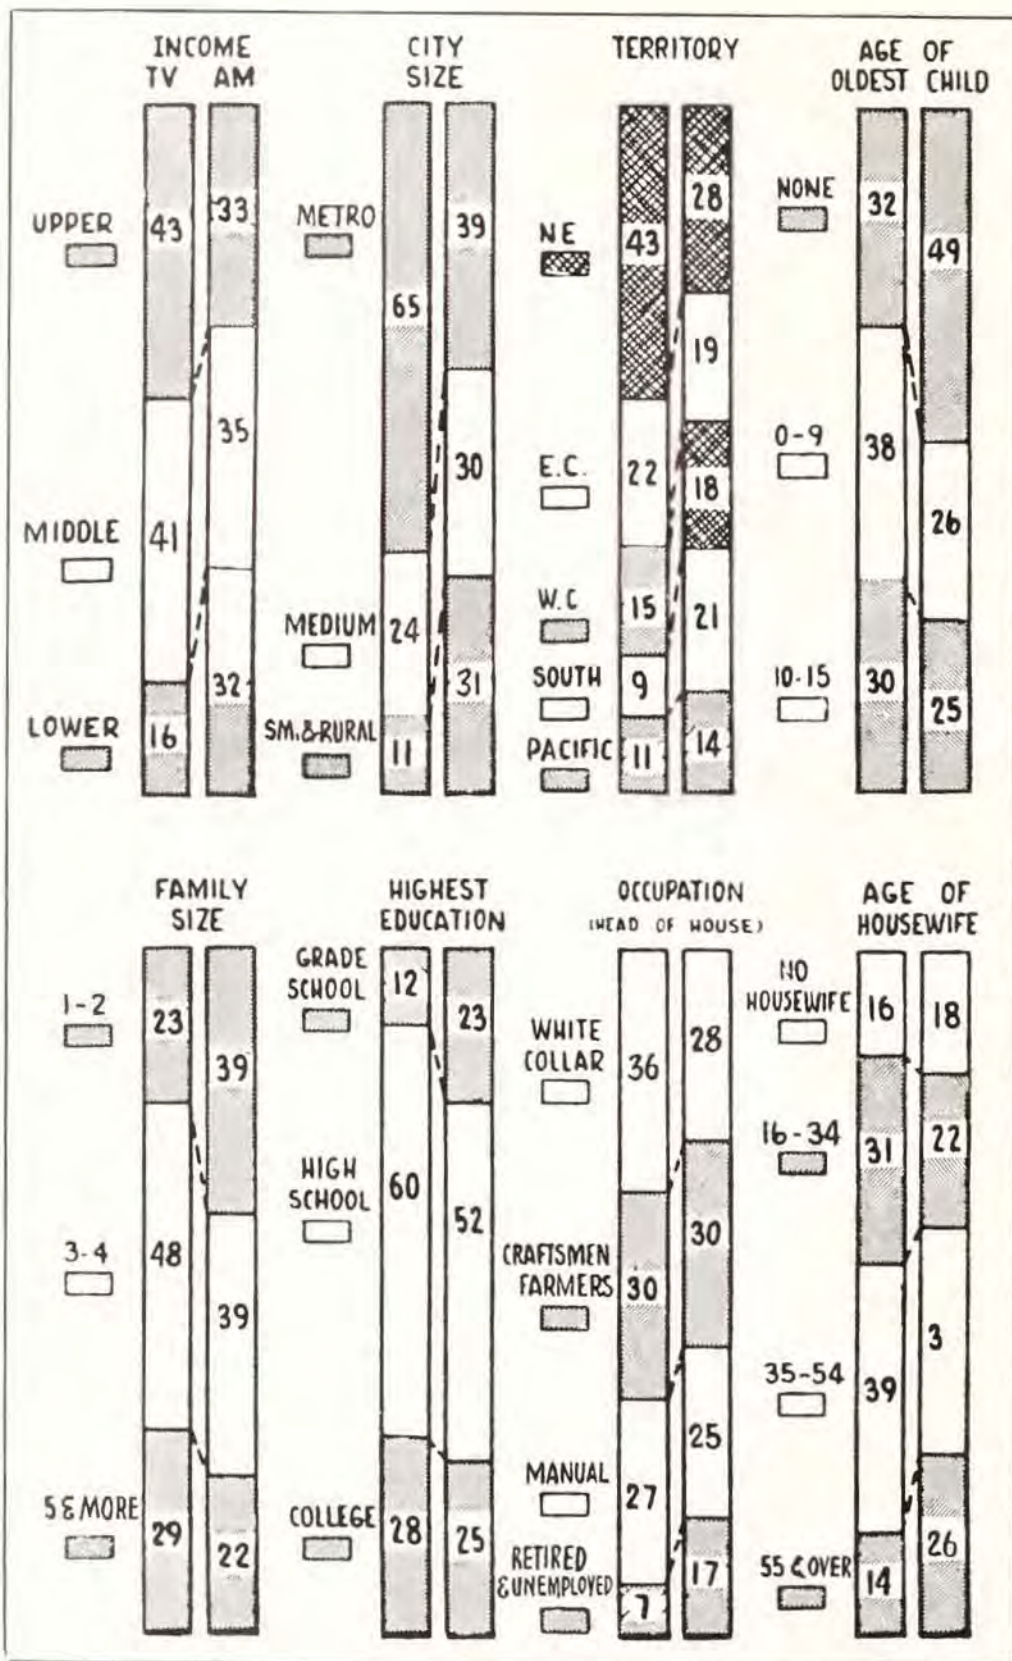 INCOME
TV AM
UPPER
43
33
MIDDLE
41
35
LOWER
16
32
CITY
SIZE
METRO
65
39
MEDIUM
24
30
SM. & RURAL
11
31
TERRITORY
NE
43
28
E.C.
22
19
W.C
15
18
SOUTH
9
21
PACIFIC
11
14
AGE OF
OLDEST CHILD
NONE
32
49
0-9
38
26
10-15
30
25
FAMILY
SIZE
1-2
23
39
3-4
48
39
5 & MORE
29
22
HIGHEST
EDUCATION
GRADE
SCHOOL
12
23
HIGH
SCHOOL
60
52
COLLEGE
28
25
OCCUPATION
(HEAD OF HOUSE)
WHITE
COLLAR
36
28
CRAFTSMEN
FARMERS
30
30
MANUAL
27
25
RETIRED
& UNEMPLOYED
7
17
AGE OF
HOUSEWIFE
NO
HOUSEWIFE
16
18
16-34
31
22
35-54
39
3
55 & OVER
14
26